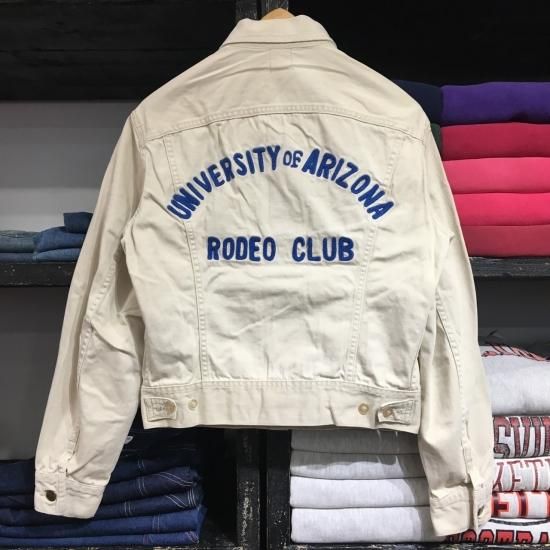 UNIVERSITY OF ARIZONA
RODEO CLUB